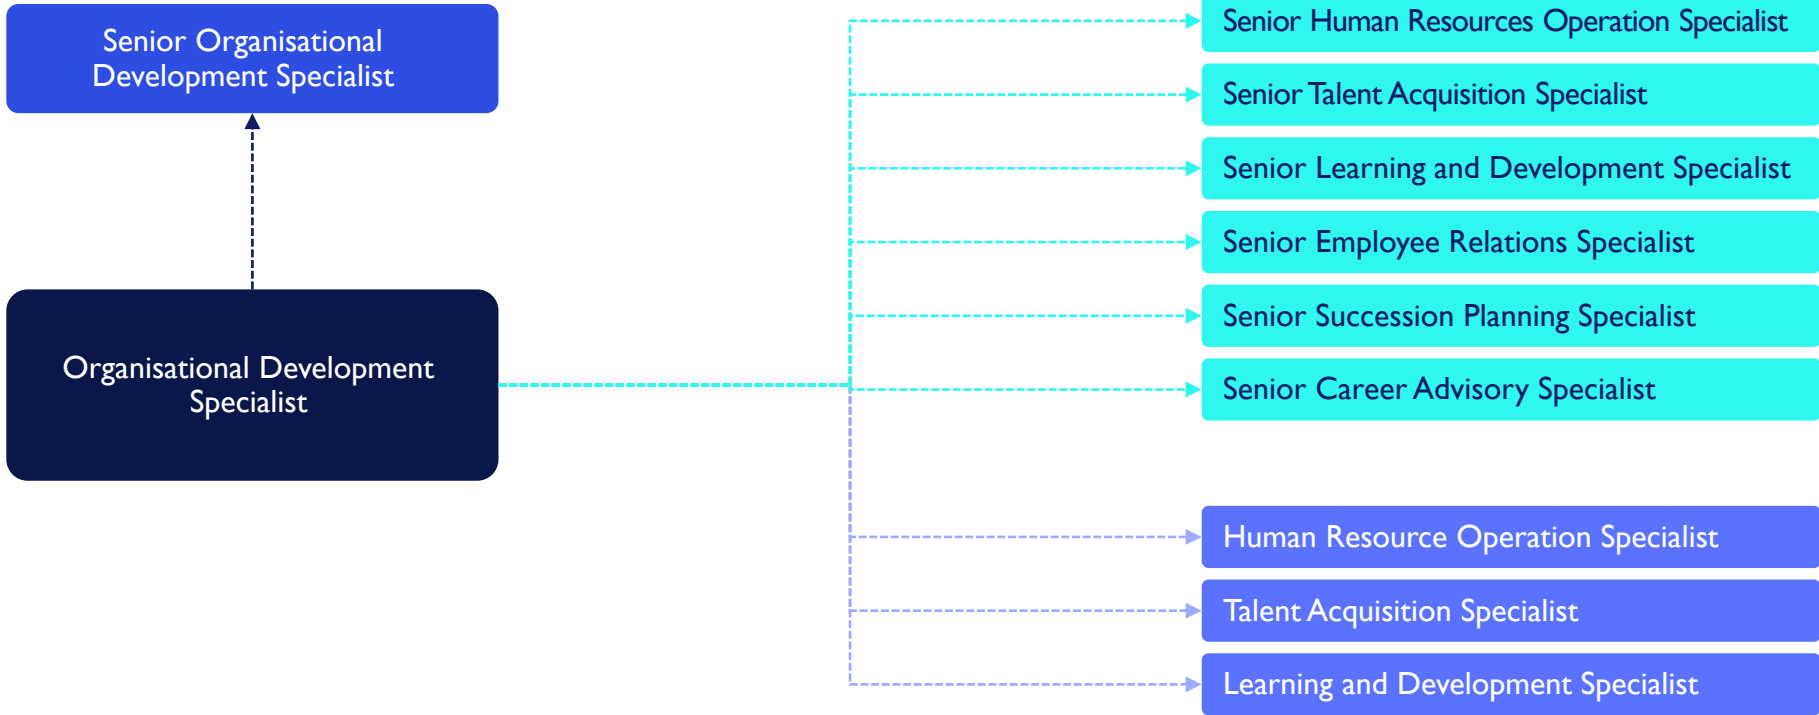 Senior Organisational
Development Specialist
Organisational Development
Specialist
Senior Human Resources Operation Specialist
Senior Talent Acquisition Specialist
Senior Learning and Development Specialist
Senior Employee Relations Specialist
Senior Succession Planning Specialist
Senior Career Advisory Specialist
Human Resource Operation Specialist
Talent Acquisition Specialist
Learning and Development Specialist